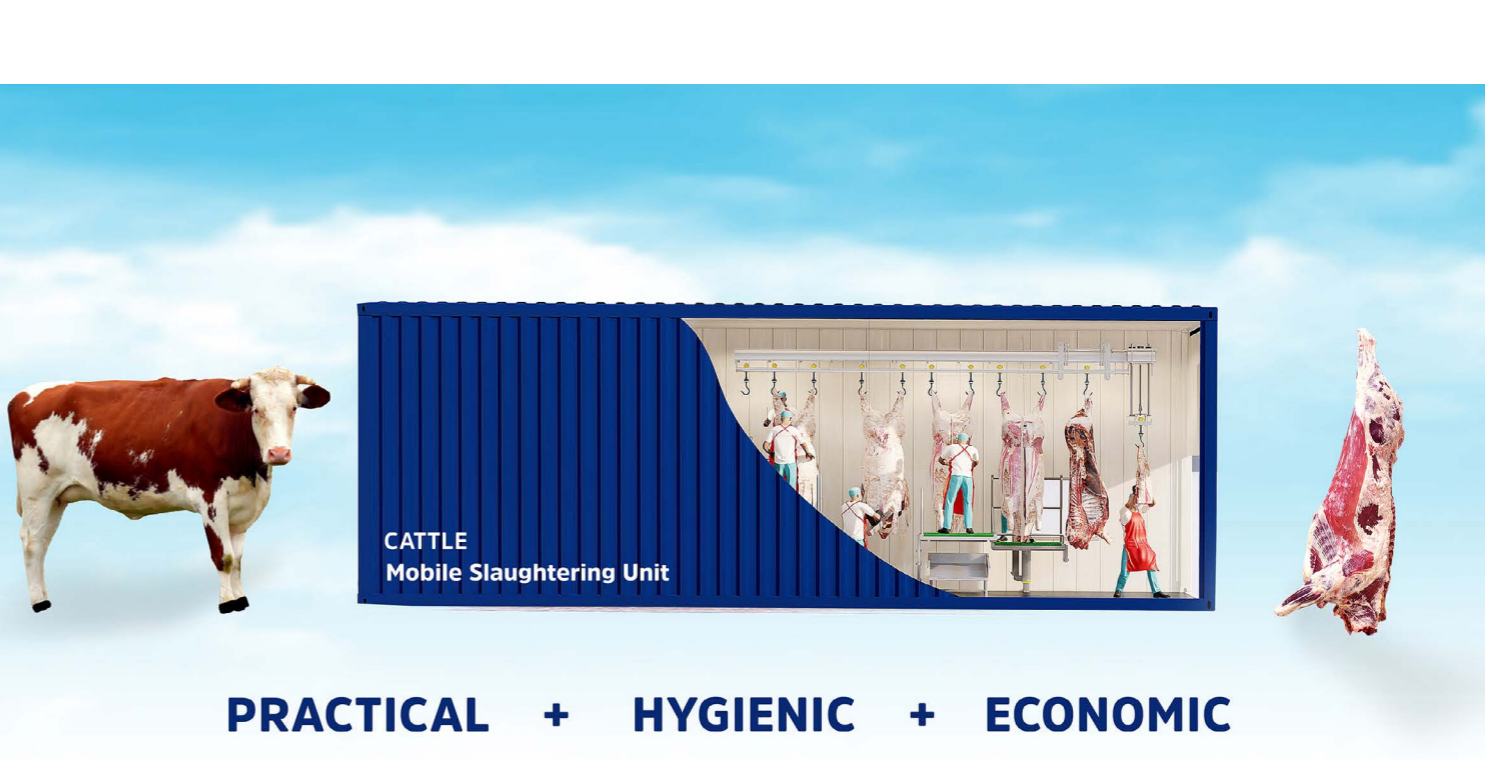 CATTLE
Mobile Slaughtering Unit
PRACTICAL + HYGIENIC + ECONOMIC